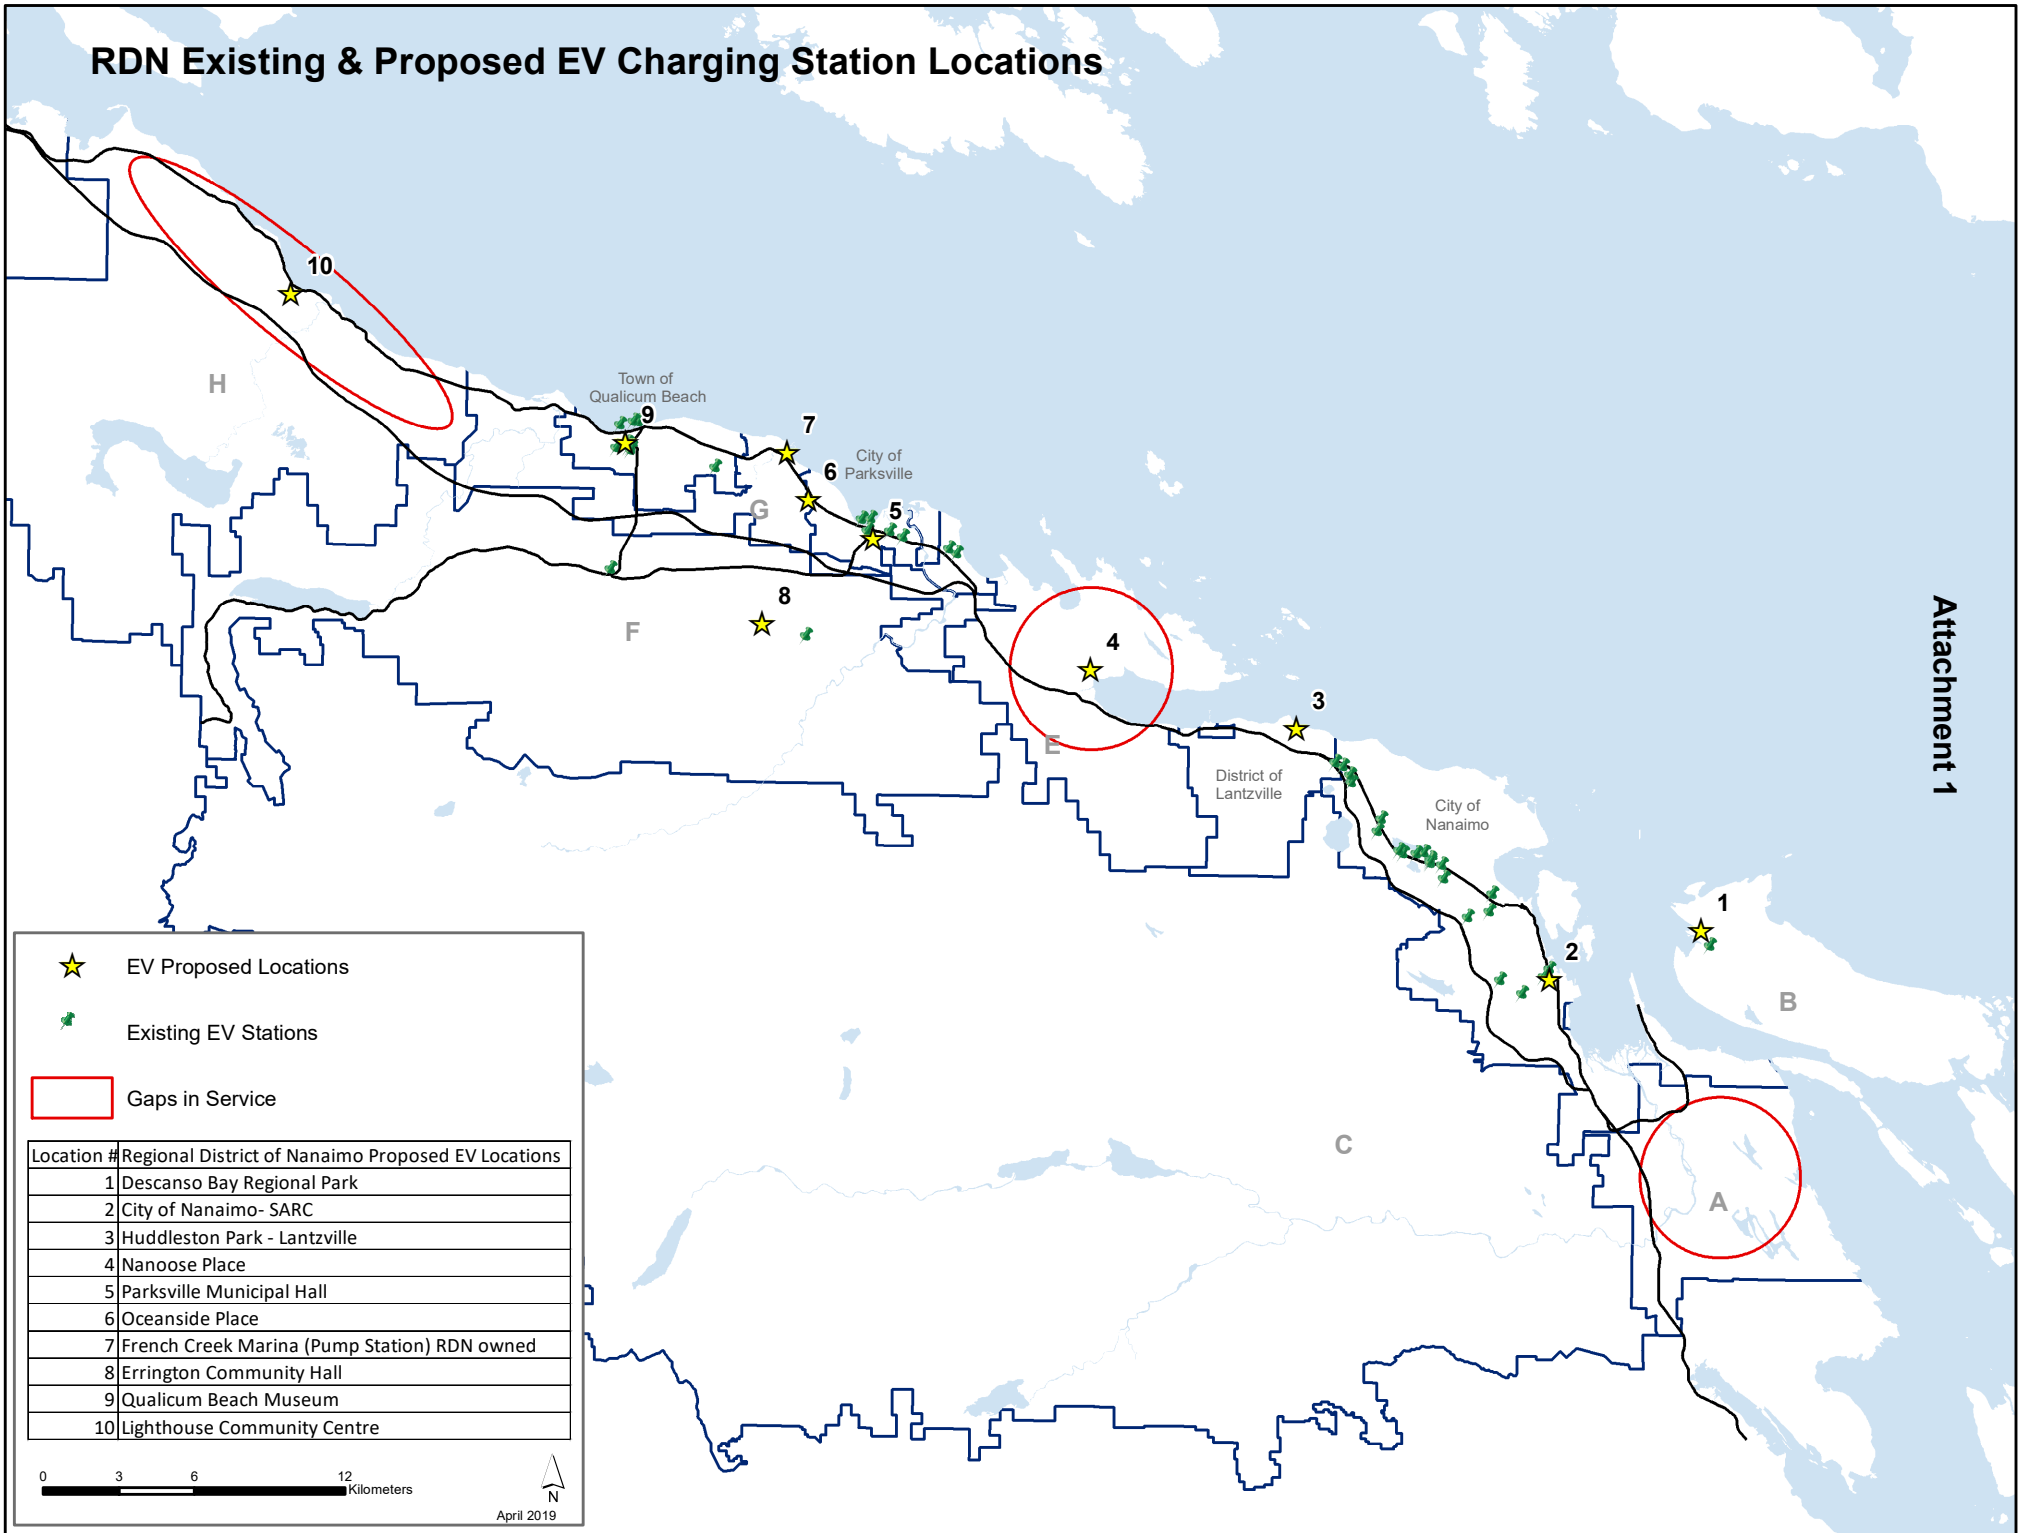 RDN Existing & Proposed EV Charging Station Locations
10
H
Town of
Qualicum Beach
9
7
6
City of
Parksville
G
5
8
F
4
E
3
District of
Lantzville
City of
Nanaimo
1
2
B
C
A
Attachment 1
EV Proposed Locations
Existing EV Stations
Gaps in Service
Location # Regional District of Nanaimo Proposed EV Locations
1 Descanso Bay Regional Park
2 City of Nanaimo- SARC
3 Huddleston Park - Lantzville
4 Nanoose Place
5 Parksville Municipal Hall
6 Oceanside Place
7 French Creek Marina (Pump Station) RDN owned
8 Errington Community Hall
9 Qualicum Beach Museum
10 Lighthouse Community Centre
0 3 6 12
Kilometers
N
April 2019